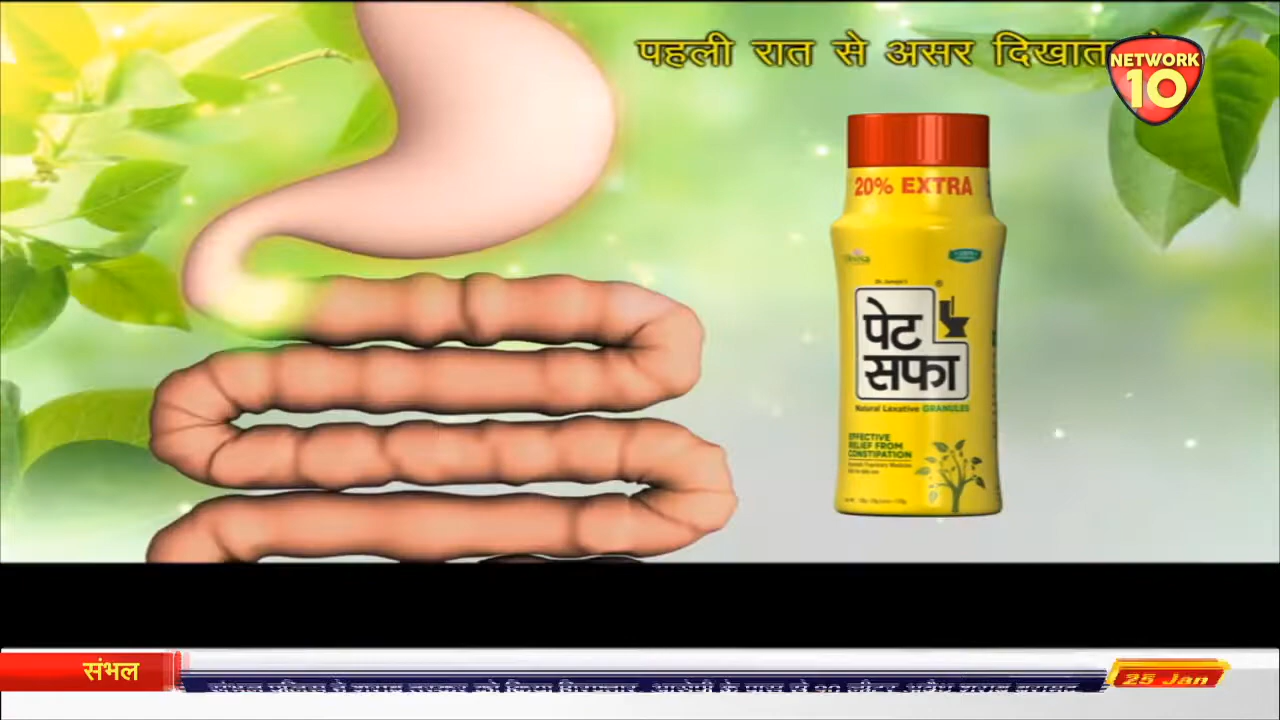 पहली रात से असर दिखाता
NETWORK
10
20% EXTRA
पेट
सफा
Natural Laxative GRANULES
EFFECTIVE
RELIEF FROM
CONSTIPATION
संभल
25 Jan